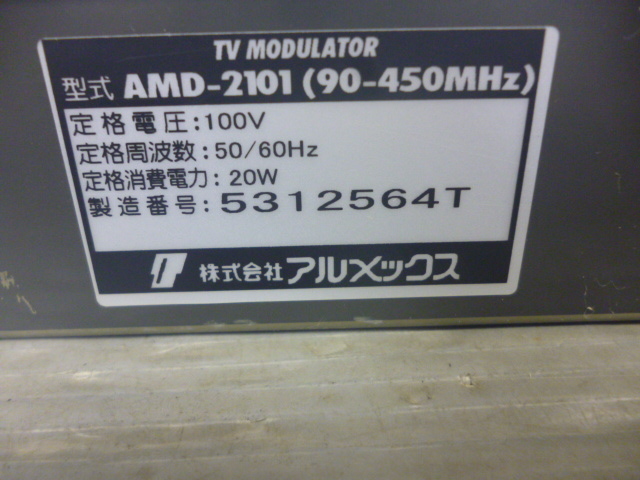 TV MODULATOR
型式 AMD-2101 (90-450MHz)
定格電圧:100V
定格周波数:50/60Hz
定格消費電力:20W
製造番号:5312564T
株式会社アルメックス